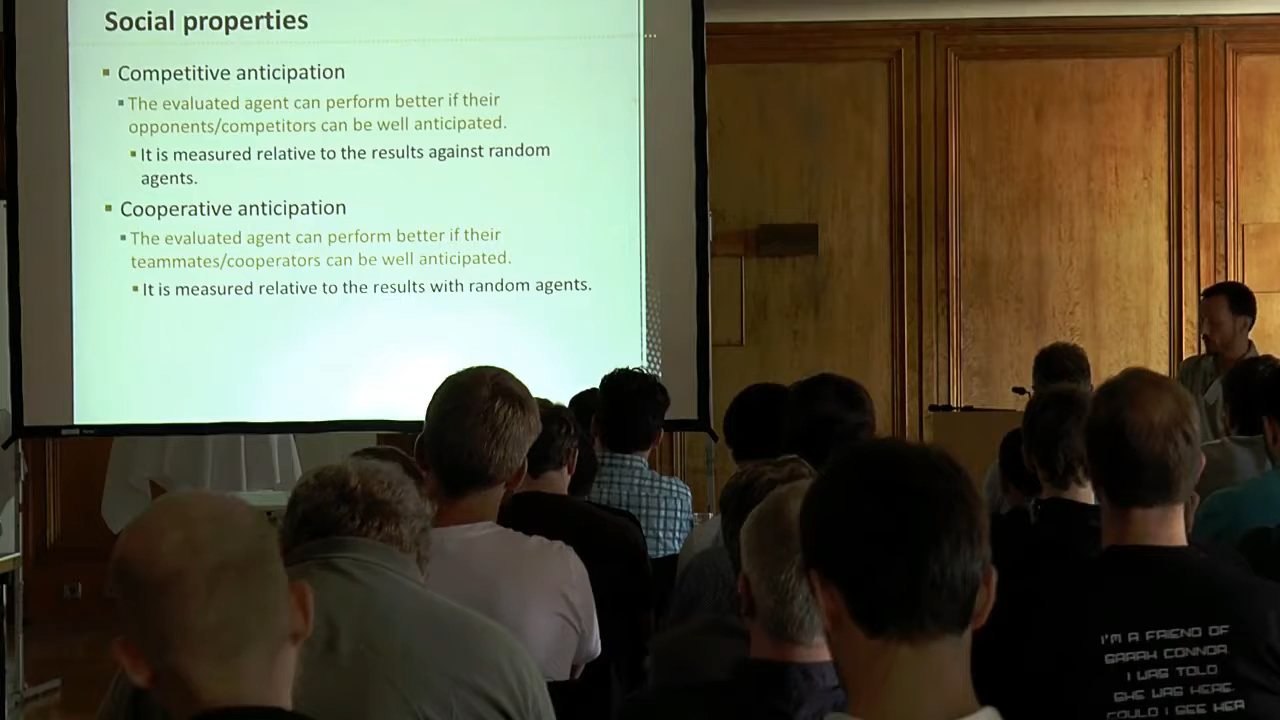 Social properties
Competitive anticipation
The evaluated agent can perform better if their
opponents/competitors can be well anticipated.
It is measured relative to the results against random
agents.
Cooperative anticipation
The evaluated agent can perform better if their
teammates/cooperators can be well anticipated.
It is measured relative to the results with random agents.
I'M A FRIEND OF
SARAH CONNOR.
I WAS TOLD
SHE WAS HERE.
COULD I SEE HER